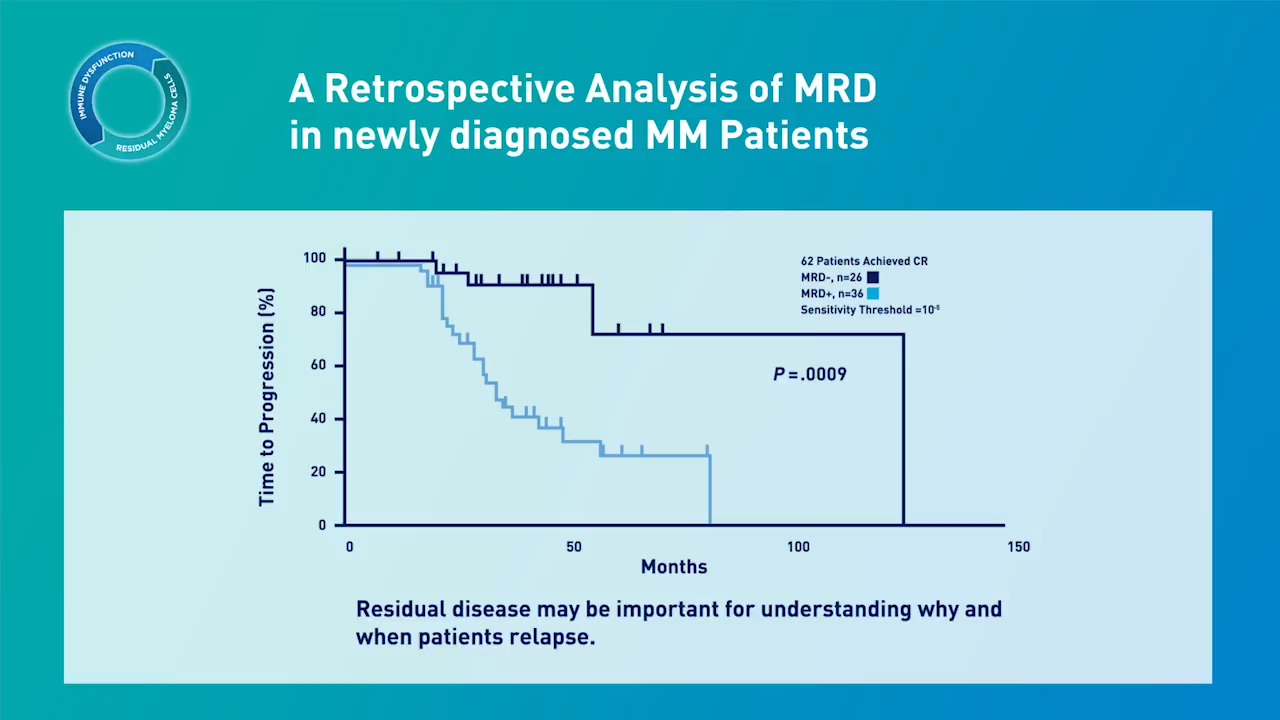 IMMUNE DYSFUNCTION
RESIDUAL MYELOMA CELLS
A Retrospective Analysis of MRD
in newly diagnosed MM Patients
Time to Progression (%)
100
80
60
40
20
0
62 Patients Achieved CR
MRD-, n=26
MRD+, n=36
Sensitivity Threshold =10⁻⁵
P=.0009
0
50
100
150
Months
Residual disease may be important for understanding why and
when patients relapse.